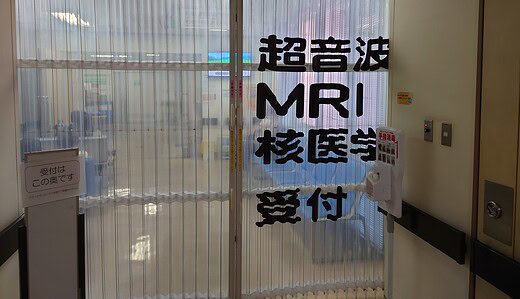 超音波
MRI
核医学
受付
受付は
この奥です